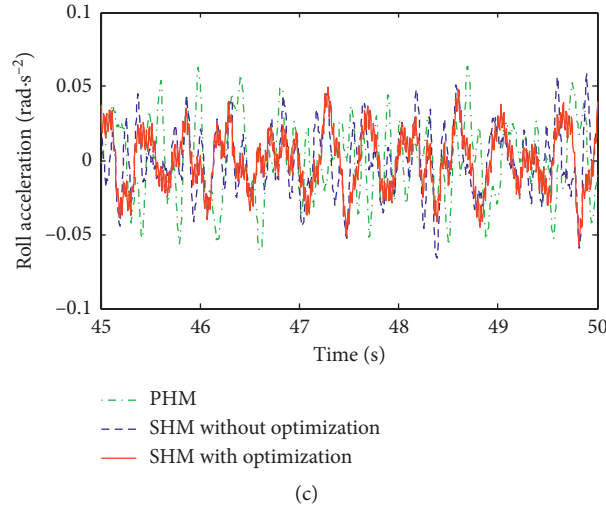 0.1
0.05
0
−0.05
−0.1
Roll acceleration (rad·s⁻²)
45 46 47 48 49 50
Time (s)
PHM
SHM without optimization
SHM with optimization
(c)